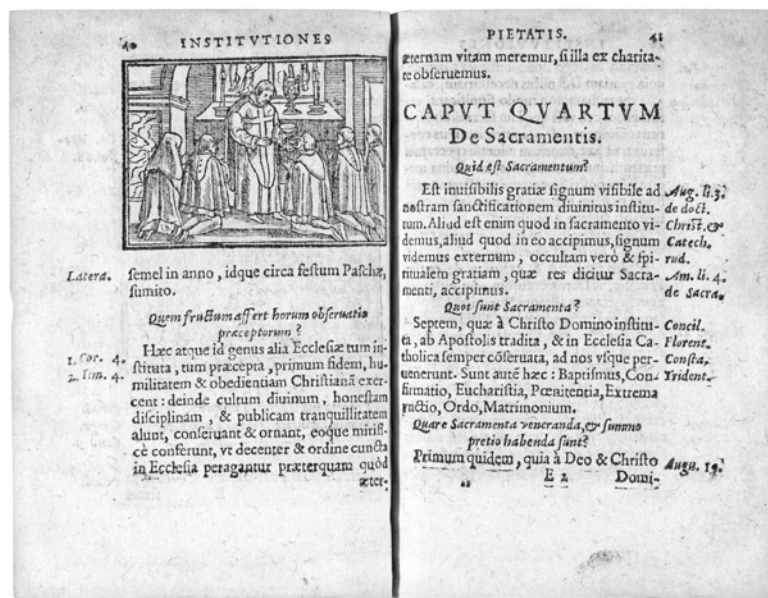 40 INSTITVTIONES
Latera. semel in anno, idque circa festum Paschæ,
sumito.
Quem fructum affert horum obseruatio
præceptorum?
Hæc atque id genus alia Ecclesiæ tum in-
1. Cor. 4. stituta, tum præcepta, primum fidem, hu-
2. Tim. 4. militatem & obedientiam Christianã exer-
cent: deinde cultum diuinum, honestam
disciplinam, & publicam tranquillitatem
alunt, conseruant & ornant, eoque mirifi-
cè conferunt, vt decenter & ordine cuncta
in Ecclesia peragantur præterquam quòd
æter-
PIETATIS. 41
æternam vitam meremur, si illa ex charita-
te obseruemus.
CAPVT QVARTVM
De Sacramentis.
Quid est Sacramentum?
Est inuisibilis gratiæ signum visibile ad Aug. li.3.
nostram sanctificationem diuinitus institu- de doct.
tum. Aliud est enim quod in sacramento vi- Christ. &
demus, aliud quod in eo accipimus, signum Catech.
videmus externum, occultam verò & spi- rud.
ritualem gratiam, quæ res dicitur Sacra- Am. li. 4.
menti, accipimus. de Sacra.
Quot sunt Sacramenta?
Septem, quæ à Christo Domino institu- Concil.
ta, ab Apostolis tradita, & in Ecclesia Ca- Florent.
tholica semper cõseruata, ad nos vsque per- Consta.
uenerunt. Sunt autẽ hæc: Baptismus, Con- Trident.
firmatio, Eucharistia, Pœnitentia, Extrema
vnctio, Ordo, Matrimonium.
Quare Sacramenta veneranda, & summo
pretio habenda sunt?
Primum quidem, quia à Deo & Christo Augu. 19.
E 2 Domi-